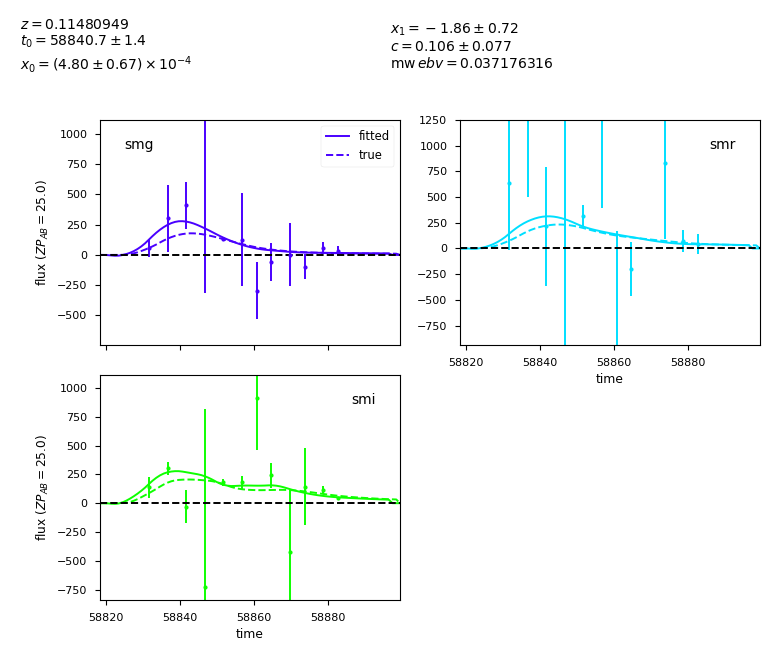 z = 0.11480949
t0 = 58840.7 ± 1.4
x0 = (4.80 ± 0.67) × 10^−4
x1 = −1.86 ± 0.72
c = 0.106 ± 0.077
mw ebv = 0.037176316
smg
fitted
true
1000
750
500
250
0
−250
−500
flux (ZP_AB = 25.0)
smr
1250
1000
750
500
250
0
−250
−500
−750
58820 58840 58860 58880
time
smi
1000
750
500
250
0
−250
−500
−750
flux (ZP_AB = 25.0)
58820 58840 58860 58880
time